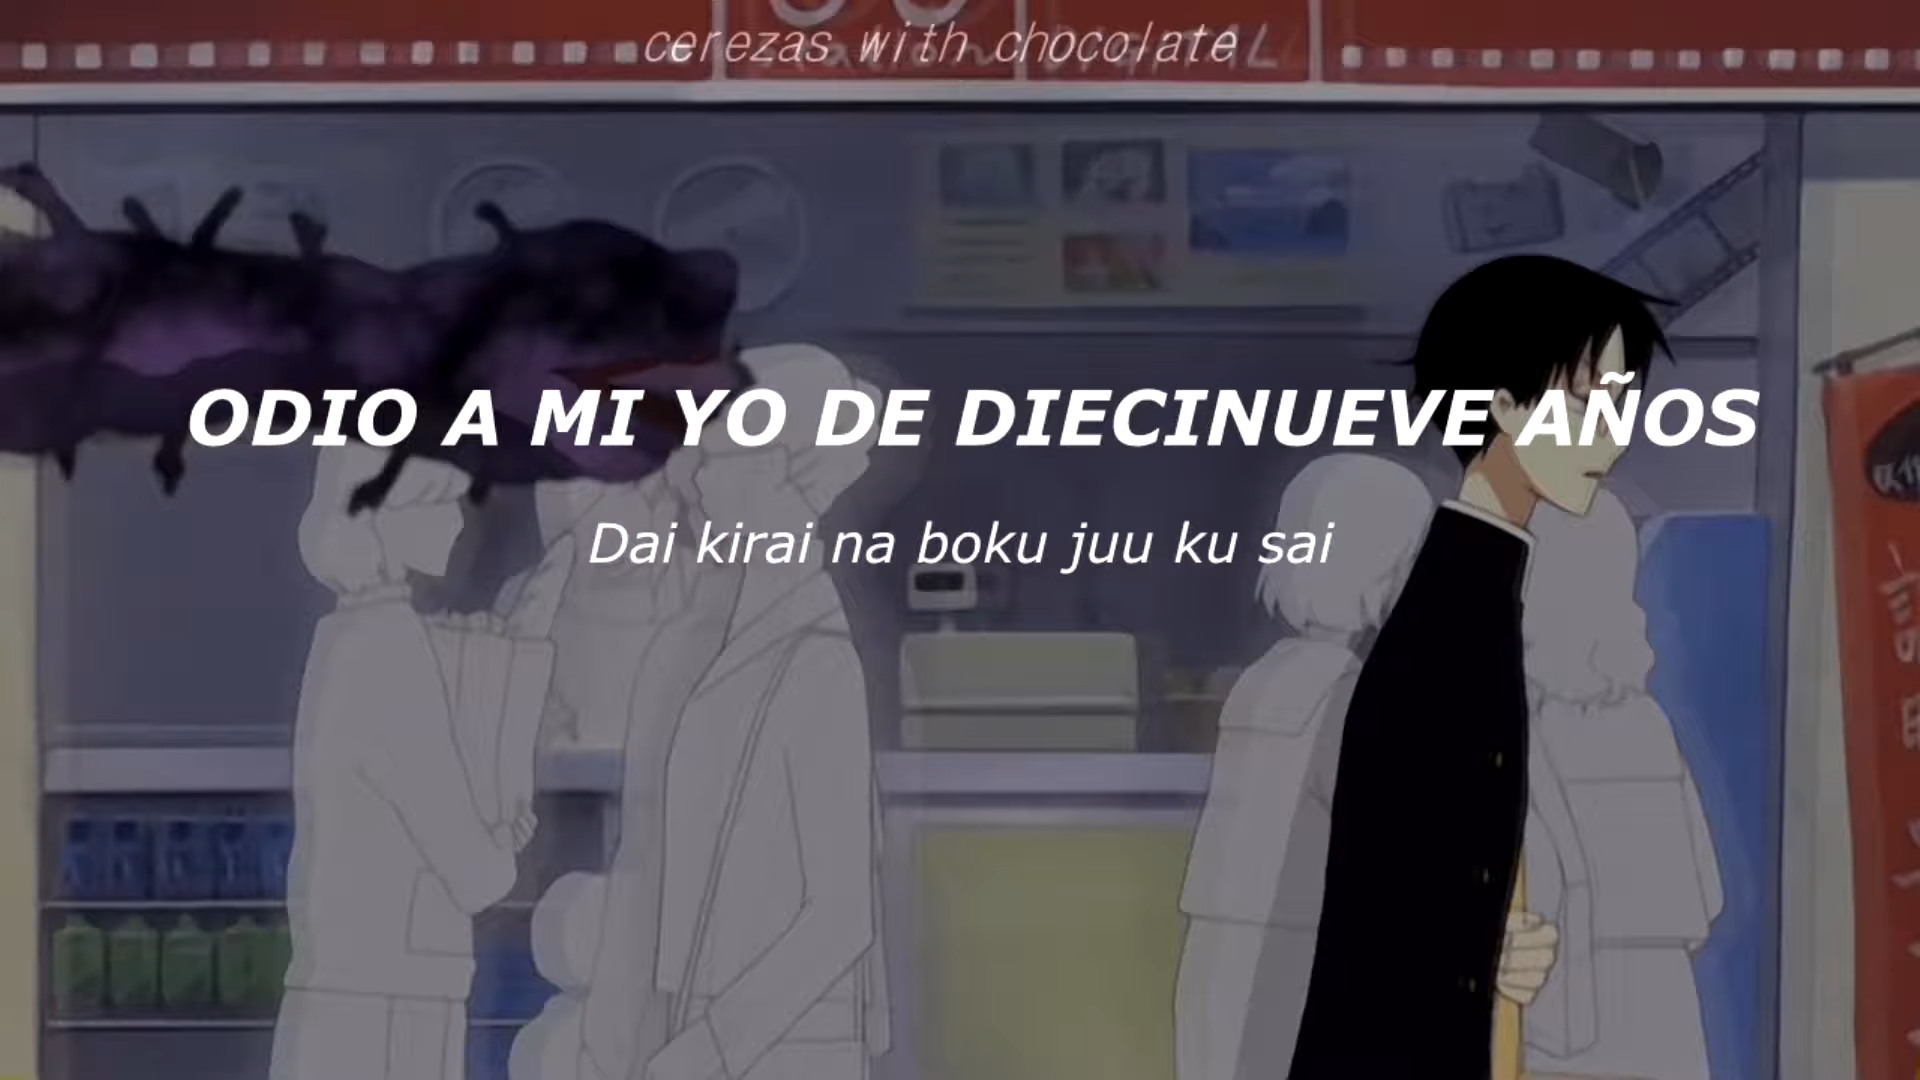 cerezas with chocolate
ODIO A MI YO DE DIECINUEVE AÑOS
Dai kirai na boku juu ku sai